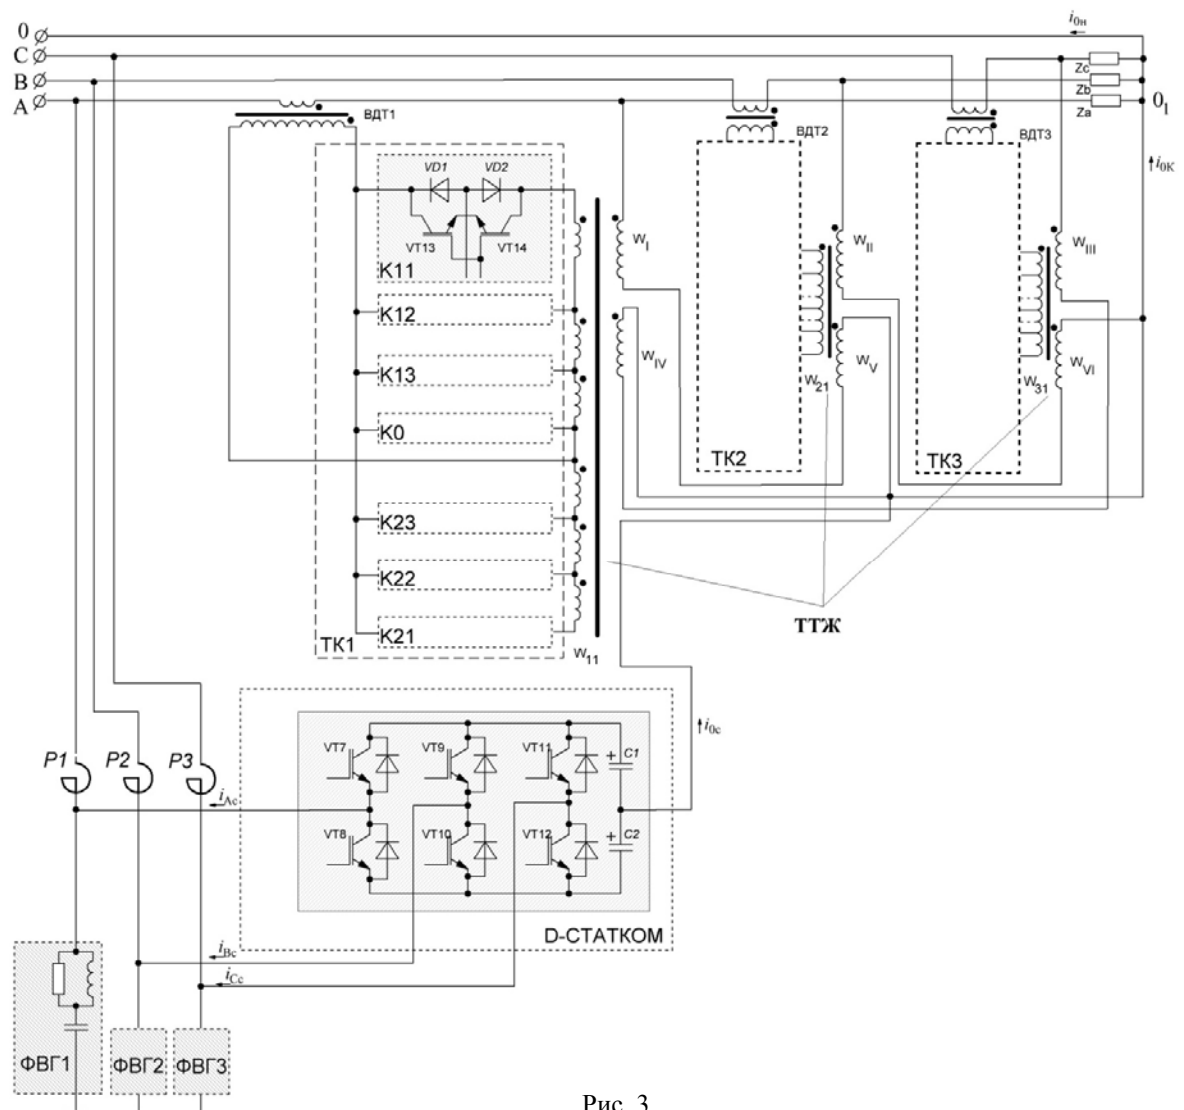 0
i0н
C
B
A
Zc
Zb
Za
01
ВДТ1
ВДТ2
ВДТ3
i0К
VD1 VD2
VT13 VT14
K11
WI
WII
WIII
K12
K13
WIV
WV
WVI
W21
W31
K0
ТК2
ТК3
K23
K22
K21
ТК1
W11
ТТЖ
i0c
P1 P2 P3
VT7 VT9 VT11 + C1
iAc
VT8 VT10 VT12 + C2
D-СТАТКОМ
iBc
iCc
ФВГ1 ФВГ2 ФВГ3
Рис. 3